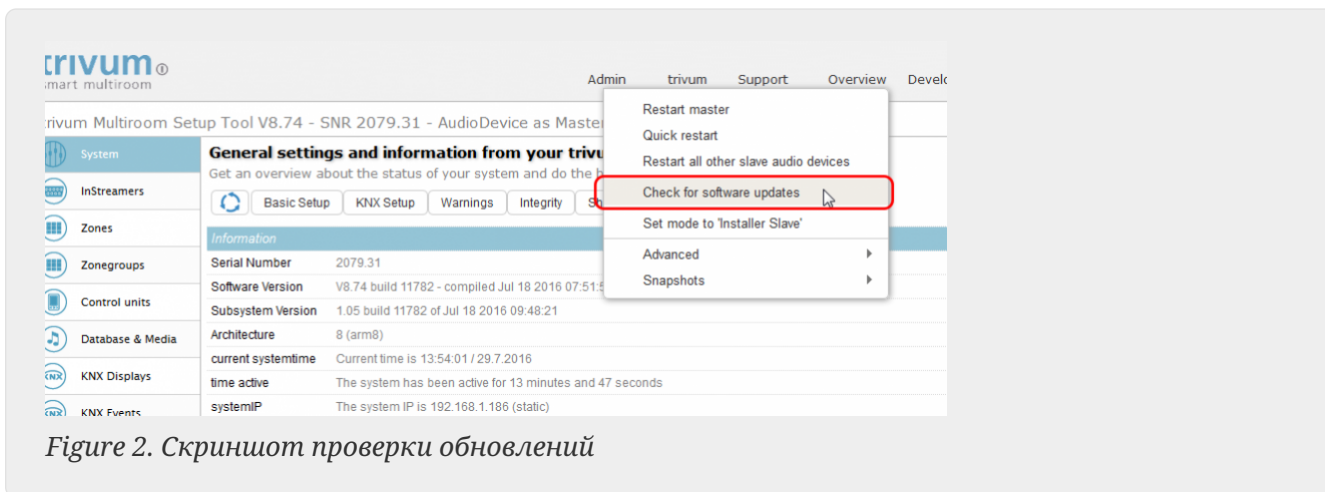 trivum
smart multiroom
Admin trivum Support Overview Develo
trivum Multiroom Setup Tool V8.74 - SNR 2079.31 - AudioDevice as Master
System
InStreamers
Zones
Zonegroups
Control units
Database & Media
KNX Displays
KNX Events
General settings and information from your trivu
Get an overview about the status of your system and do the b
Basic Setup KNX Setup Warnings Integrity
Information
Serial Number 2079.31
Software Version V8.74 build 11782 - compiled Jul 18 2016 07:51:5
Subsystem Version 1.05 build 11782 of Jul 18 2016 09:48:21
Architecture 8 (arm8)
current systemtime Current time is 13:54:01 / 29.7.2016
time active The system has been active for 13 minutes and 47 seconds
systemIP The system IP is 192.168.1.186 (static)
Restart master
Quick restart
Restart all other slave audio devices
Check for software updates
Set mode to 'Installer Slave'
Advanced
Snapshots
Figure 2. Скриншот проверки обновлений